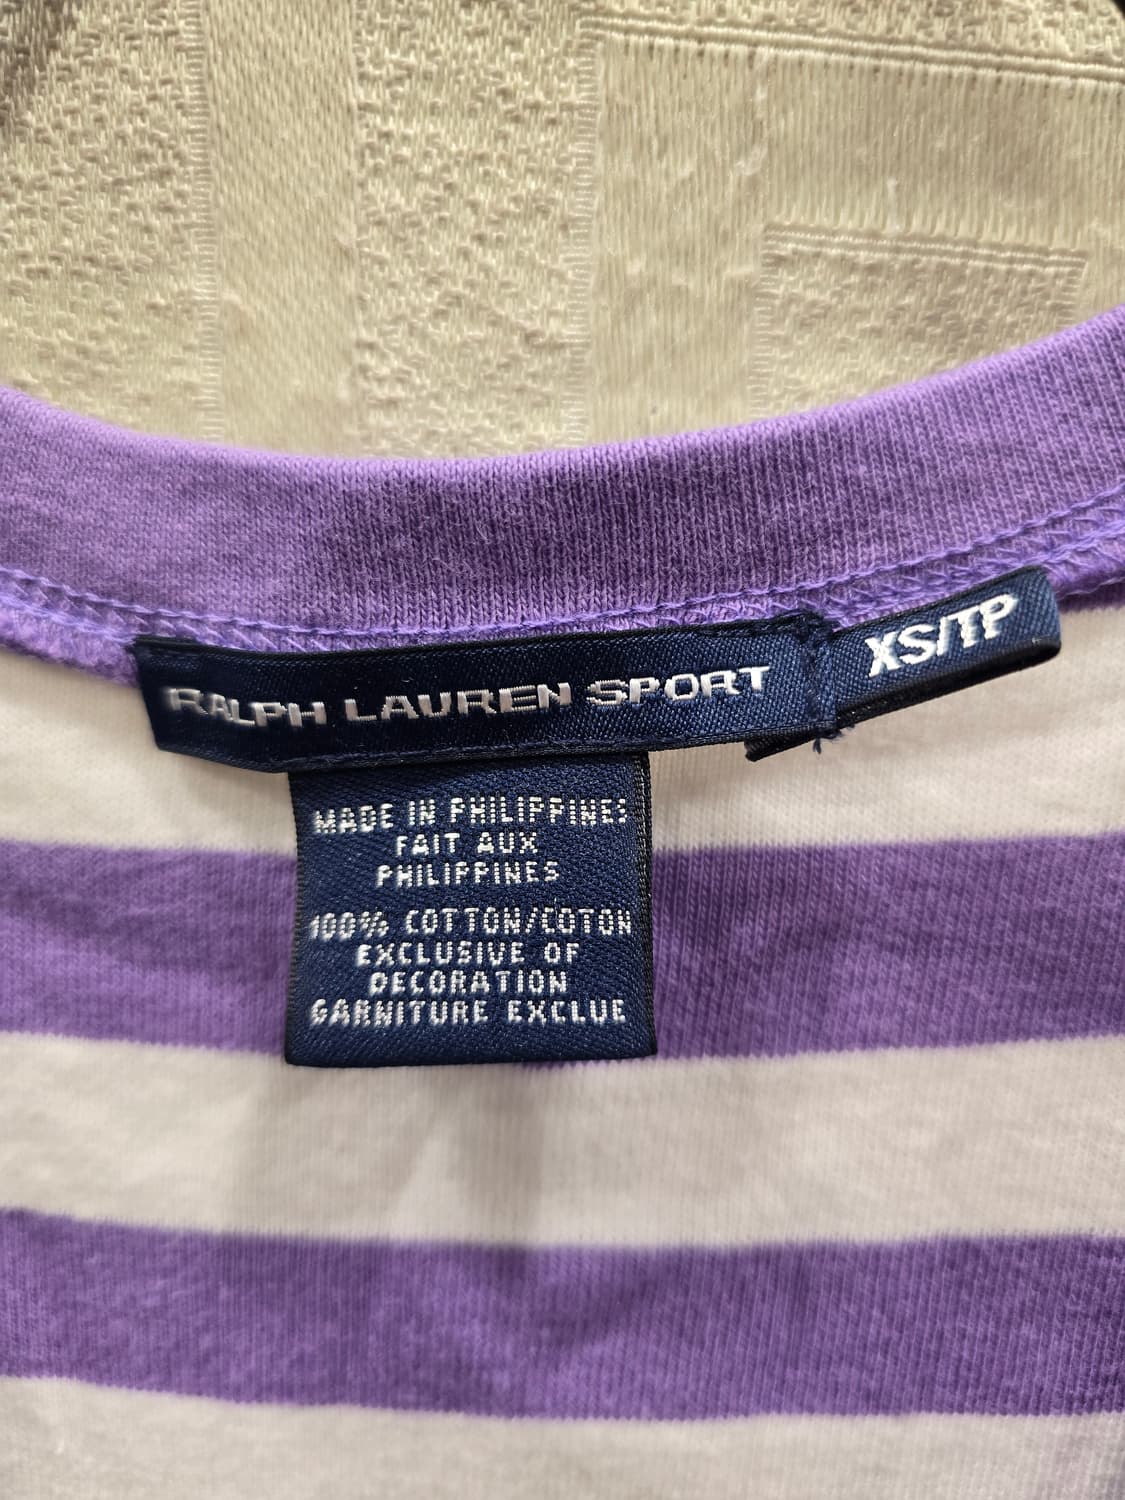 RALPH LAUREN SPORT
XS/TP
MADE IN PHILIPPINES
FAIT AUX
PHILIPPINES
100% COTTON/COTON
EXCLUSIVE OF
DECORATION
GARNITURE EXCLUE